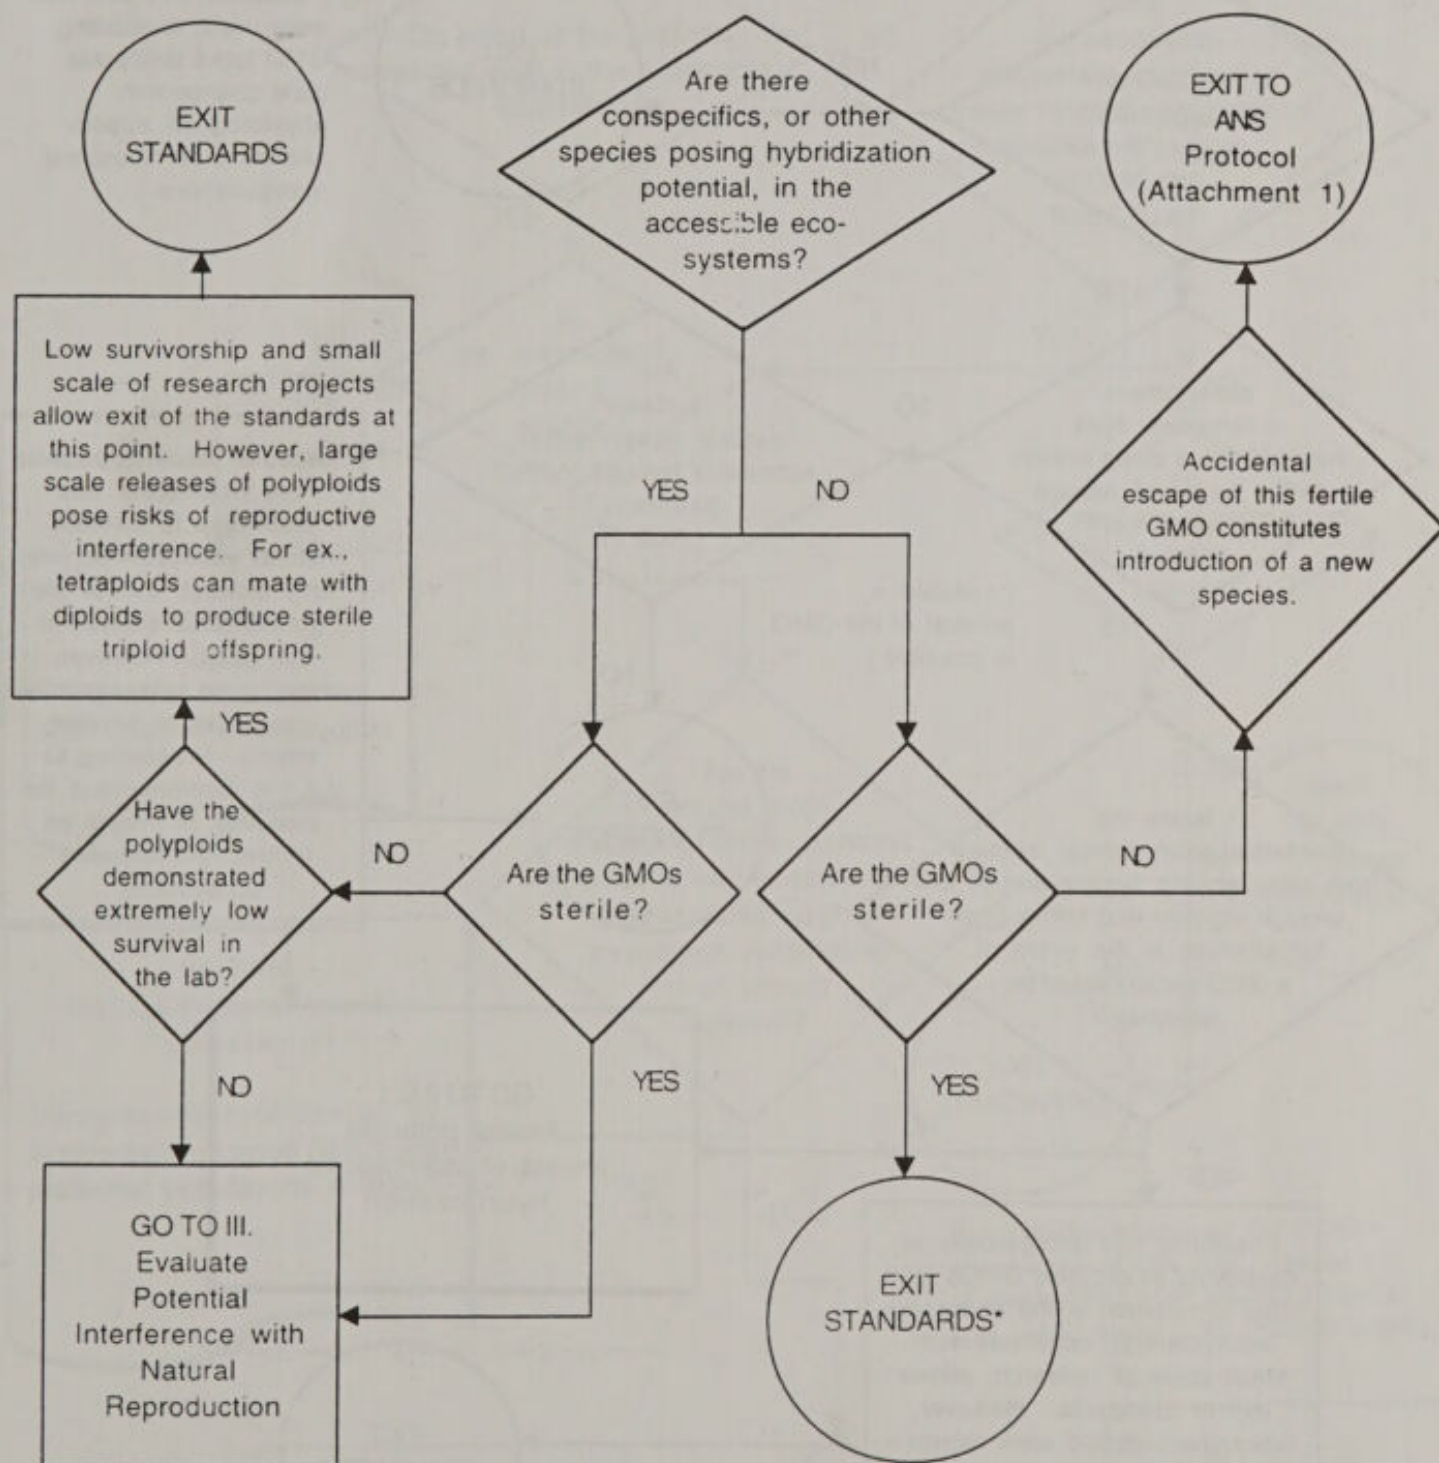 EXIT
STANDARDS
Are there
conspecifics, or other
species posing hybridization
potential, in the
accessible eco-
systems?
EXIT TO
ANS
Protocol
(Attachment 1)
Low survivorship and small
scale of research projects
allow exit of the standards at
this point. However, large
scale releases of polyploids
pose risks of reproductive
interference. For ex.,
tetraploids can mate with
diploids to produce sterile
triploid offspring.
YES
NO
Accidental
escape of this fertile
GMO constitutes
introduction of a new
species.
YES
Have the
polyploids
demonstrated
extremely low
survival in
the lab?
NO
Are the GMOs
sterile?
Are the GMOs
sterile?
NO
NO
YES
YES
GO TO III.
Evaluate
Potential
Interference with
Natural
Reproduction
EXIT
STANDARDS*